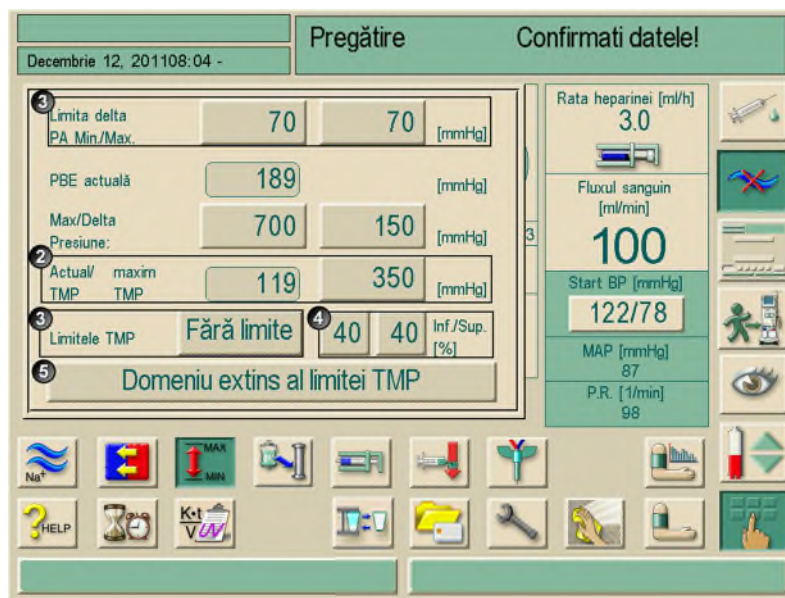 Pregătire Confirmati datele!
Decembrie 12, 201108:04 -
3
Limita delta
PA Min./Max.
70 70 [mmHg]
PBE actuală 189 [mmHg]
Max/Delta
Presiune:
700 150 [mmHg]
3
2
Actual/ maxim
TMP TMP
119 350 [mmHg]
3
Limitele TMP Fără limite
4
40 40 Inf./Sup.
[%]
5
Domeniu extins al limitei TMP
Rata heparinei [ml/h]
3.0
Fluxul sanguin
[ml/min]
100
Start BP [mmHg]
122/78
MAP [mmHg]
87
P.R. [1/min]
98
Na+
MAX
MIN
?HELP
K•t
V
UV